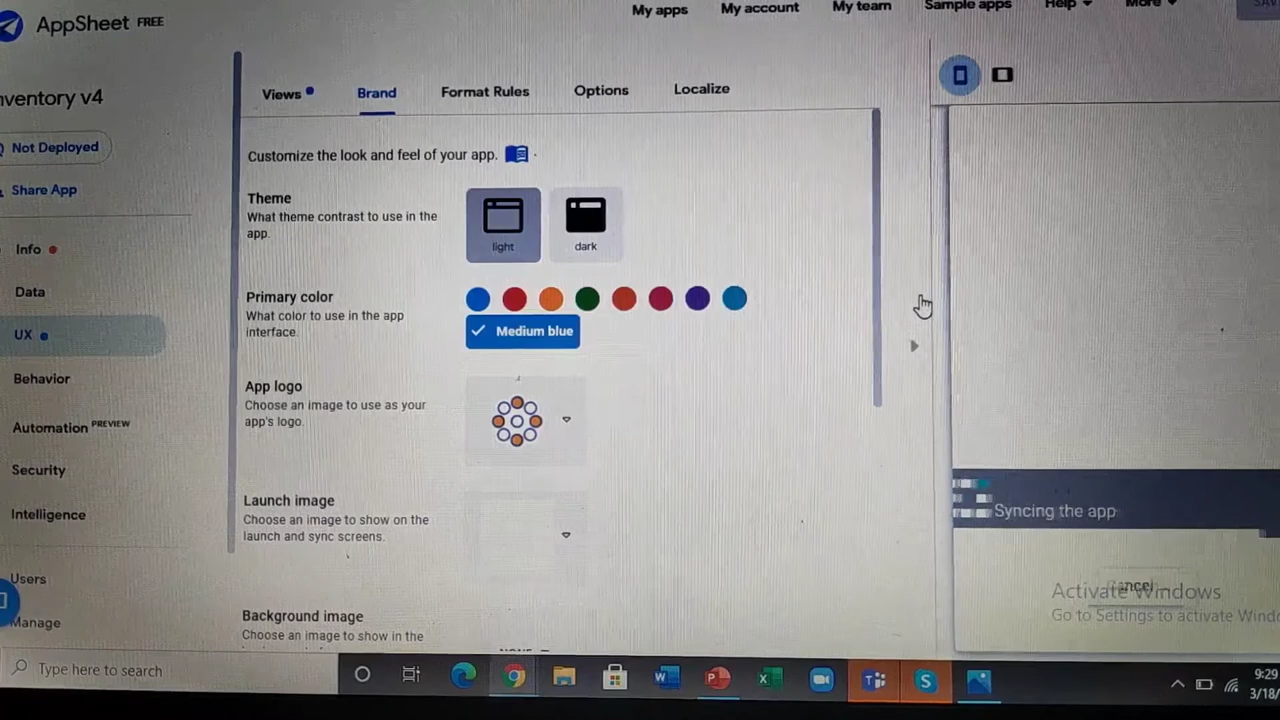 AppSheet FREE
My apps
My account
My team
Sample apps
Help
More
nventory v4
Not Deployed
Share App
Info
Data
UX
Behavior
Automation PREVIEW
Security
Intelligence
Users
Manage
Views
Brand
Format Rules
Options
Localize
Customize the look and feel of your app.
Theme
What theme contrast to use in the
app.
light
dark
Primary color
What color to use in the app
interface.
Medium blue
App logo
Choose an image to use as your
app's logo.
Launch image
Choose an image to show on the
launch and sync screens.
Background image
Choose an image to show in the
Syncing the app
Cancel
Activate Windows
Go to Settings to activate Wind
Type here to search
9:29
3/18/